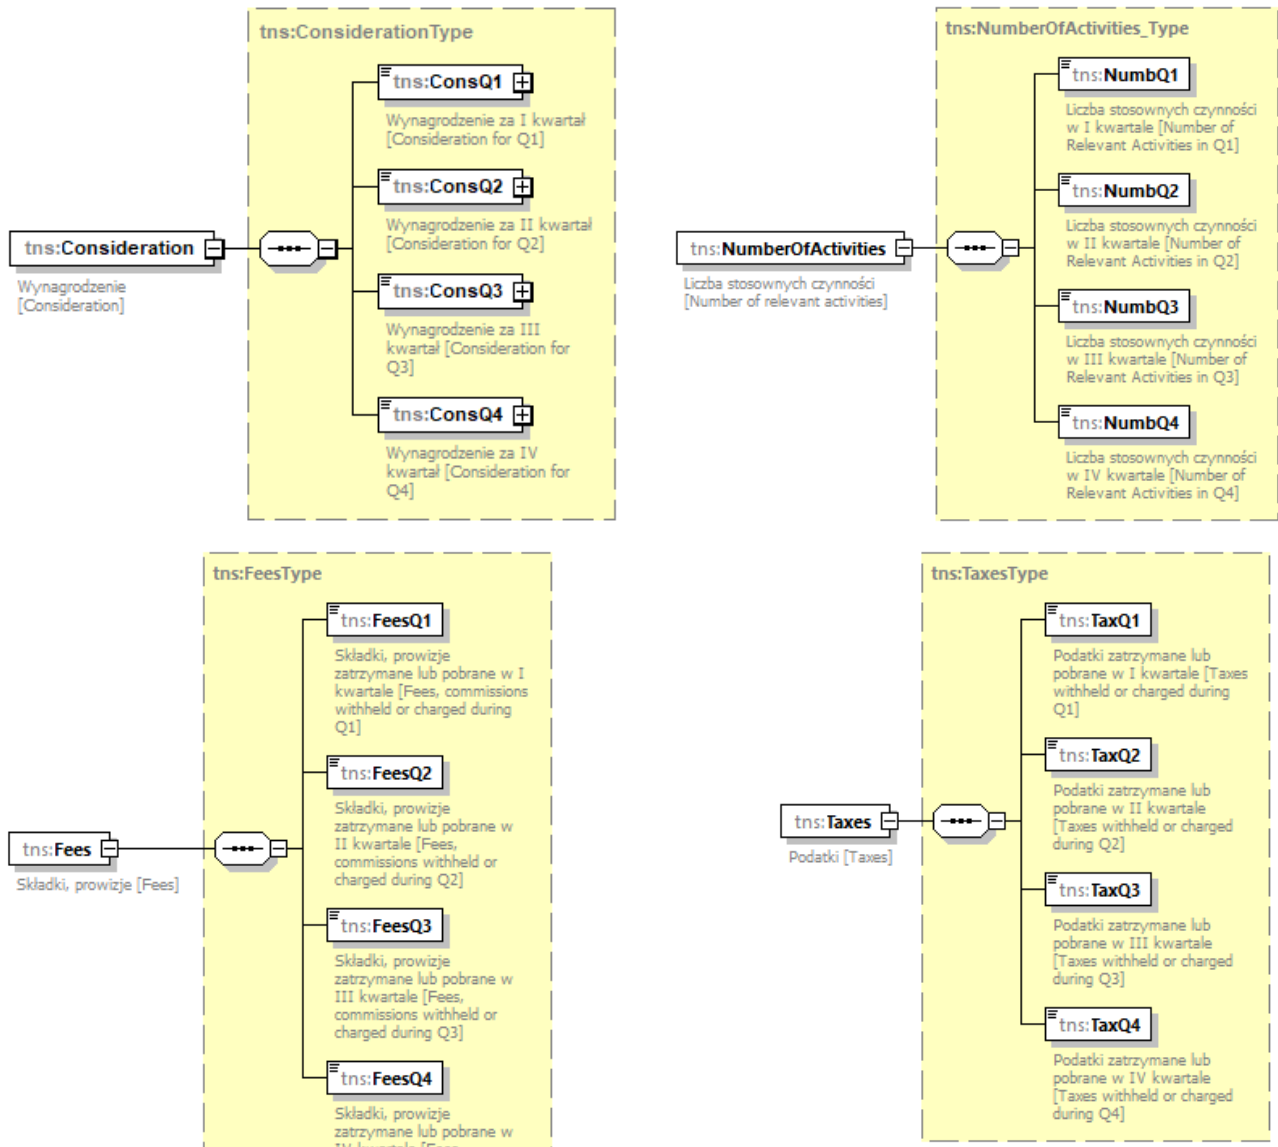 tns:ConsiderationType
tns:ConsQ1
Wynagrodzenie za I kwartał
[Consideration for Q1]
tns:ConsQ2
Wynagrodzenie za II kwartał
[Consideration for Q2]
tns:Consideration
Wynagrodzenie
[Consideration]
tns:ConsQ3
Wynagrodzenie za III
kwartał [Consideration for
Q3]
tns:ConsQ4
Wynagrodzenie za IV
kwartał [Consideration for
Q4]
tns:NumberOfActivities_Type
tns:NumbQ1
Liczba stosownych czynności
w I kwartale [Number of
Relevant Activities in Q1]
tns:NumbQ2
Liczba stosownych czynności
w II kwartale [Number of
Relevant Activities in Q2]
tns:NumberOfActivities
Liczba stosownych czynności
[Number of relevant activities]
tns:NumbQ3
Liczba stosownych czynności
w III kwartale [Number of
Relevant Activities in Q3]
tns:NumbQ4
Liczba stosownych czynności
w IV kwartale [Number of
Relevant Activities in Q4]
tns:FeesType
tns:FeesQ1
Składki, prowizje
zatrzymane lub pobrane w I
kwartale [Fees, commissions
withheld or charged during
Q1]
tns:FeesQ2
Składki, prowizje
zatrzymane lub pobrane w
II kwartale [Fees,
commissions withheld or
charged during Q2]
tns:Fees
Składki, prowizje [Fees]
tns:FeesQ3
Składki, prowizje
zatrzymane lub pobrane w
III kwartale [Fees,
commissions withheld or
charged during Q3]
tns:FeesQ4
Składki, prowizje
zatrzymane lub pobrane w
IV kwartale [Fees,
tns:TaxesType
tns:TaxQ1
Podatki zatrzymane lub
pobrane w I kwartale [Taxes
withheld or charged during
Q1]
tns:TaxQ2
Podatki zatrzymane lub
pobrane w II kwartale
[Taxes withheld or charged
during Q2]
tns:Taxes
Podatki [Taxes]
tns:TaxQ3
Podatki zatrzymane lub
pobrane w III kwartale
[Taxes withheld or charged
during Q3]
tns:TaxQ4
Podatki zatrzymane lub
pobrane w IV kwartale
[Taxes withheld or charged
during Q4]